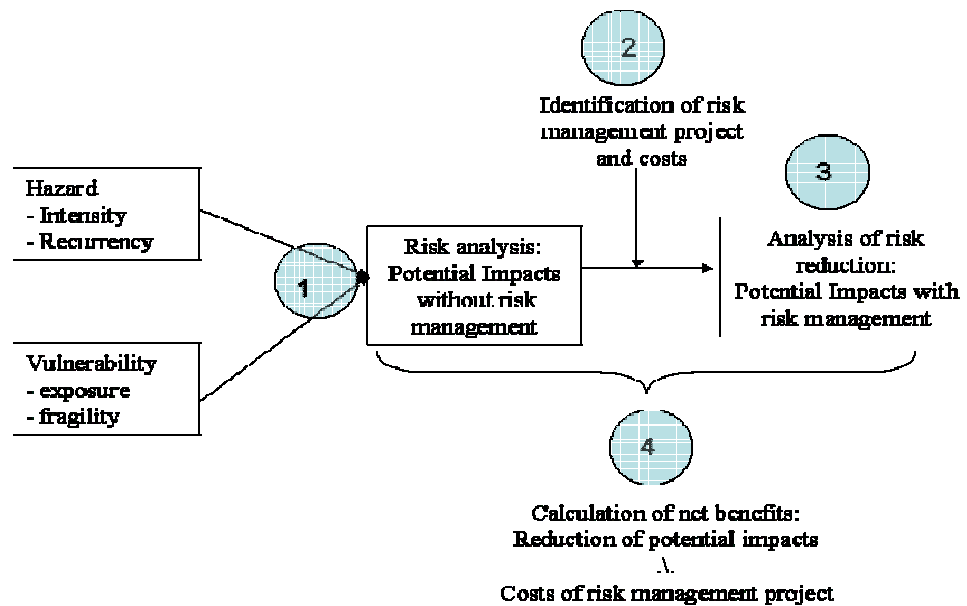 2
Identification of risk
management project
and costs
3
Hazard
- Intensity
- Recurrency
Analysis of risk
reduction:
Potential Impacts with
risk management
1
Risk analysis:
Potential Impacts
without risk
management
Vulnerability
- exposure
- fragility
4
Calculation of net benefits:
Reduction of potential impacts
Costs of risk management project